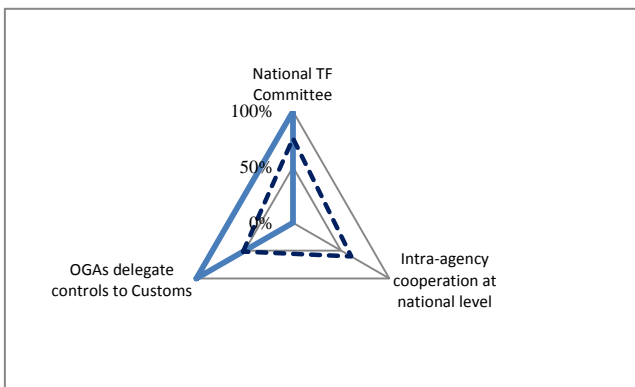 National TF
Committee
100%
50%
0%
Intra-agency
cooperation at
national level
OGAs delegate
controls to Customs